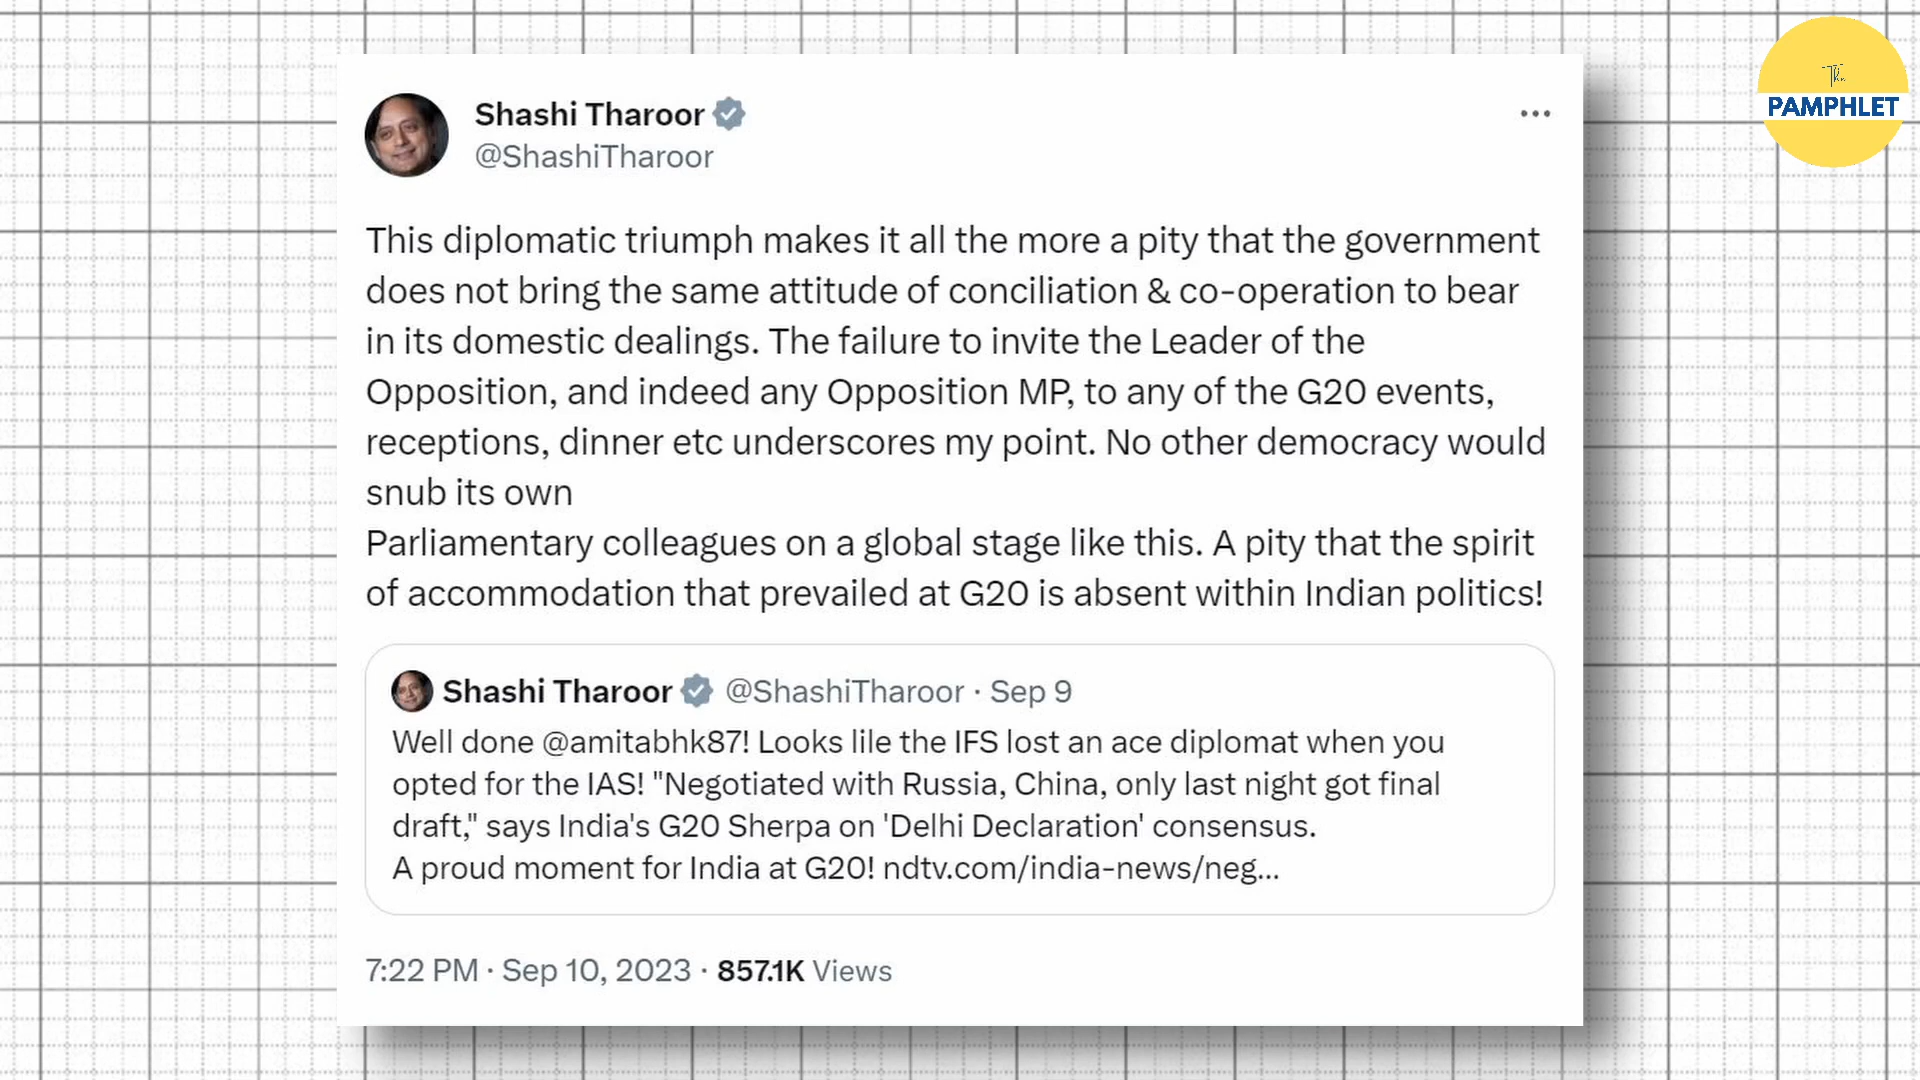 The
PAMPHLET
Shashi Tharoor
@ShashiTharoor
This diplomatic triumph makes it all the more a pity that the government
does not bring the same attitude of conciliation & co-operation to bear
in its domestic dealings. The failure to invite the Leader of the
Opposition, and indeed any Opposition MP, to any of the G20 events,
receptions, dinner etc underscores my point. No other democracy would
snub its own
Parliamentary colleagues on a global stage like this. A pity that the spirit
of accommodation that prevailed at G20 is absent within Indian politics!
Shashi Tharoor @ShashiTharoor · Sep 9
Well done @amitabhk87! Looks lile the IFS lost an ace diplomat when you
opted for the IAS! "Negotiated with Russia, China, only last night got final
draft," says India's G20 Sherpa on 'Delhi Declaration' consensus.
A proud moment for India at G20! ndtv.com/india-news/neg...
7:22 PM · Sep 10, 2023 · 857.1K Views